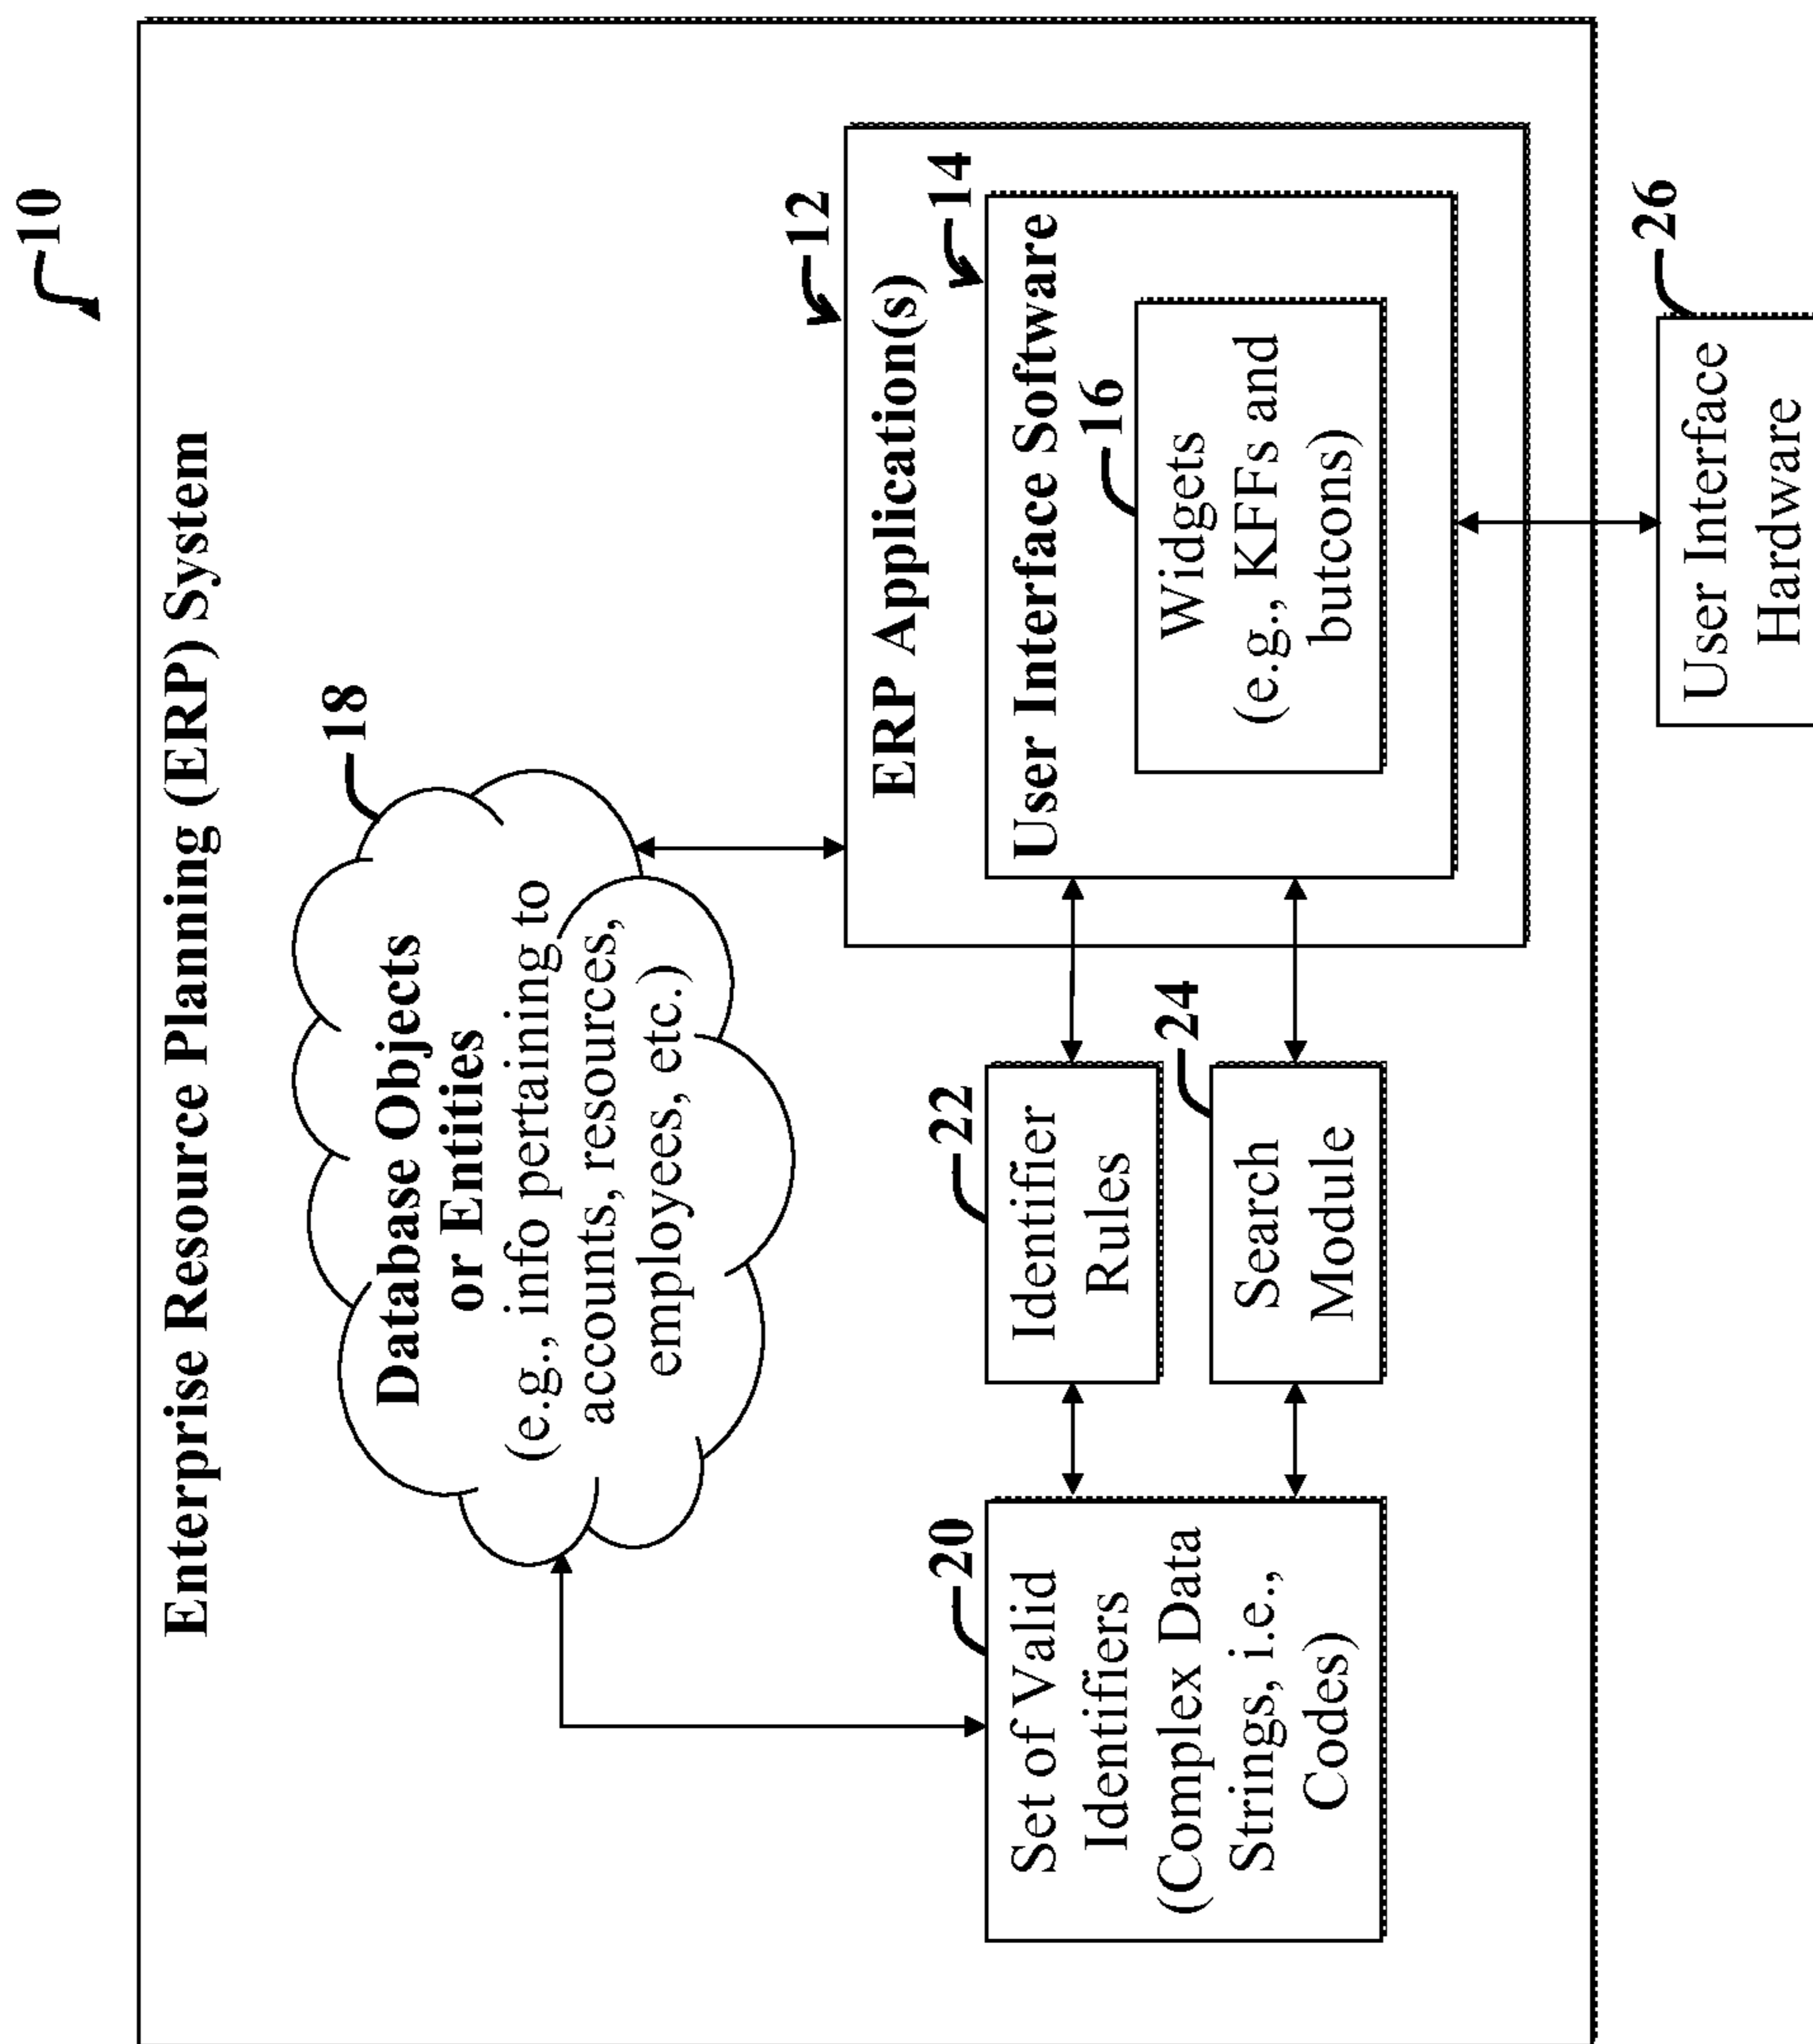 10
Enterprise Resource Planning (ERP) System
18
Database Objects
or Entities
(e.g., info pertaining to
accounts, resources,
employees, etc.)
12
ERP Application(s)
14
User Interface Software
16
Widgets
(e.g., KFFs and
butcons)
20
Set of Valid
Identifiers
(Complex Data
Strings, i.e.,
Codes)
22
Identifier
Rules
24
Search
Module
26
User Interface
Hardware